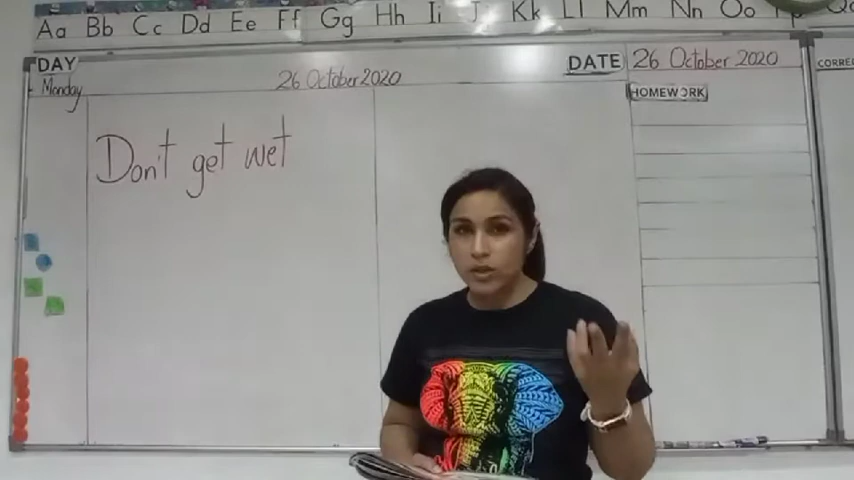 Aa Bb Cc Dd Ee Ff Gg Hh Ii J Kk Ll Mm Nn Oo Pp
DAY 26 October 2020 DATE 26 October 2020
Monday HOMEWORK
Don't get wet